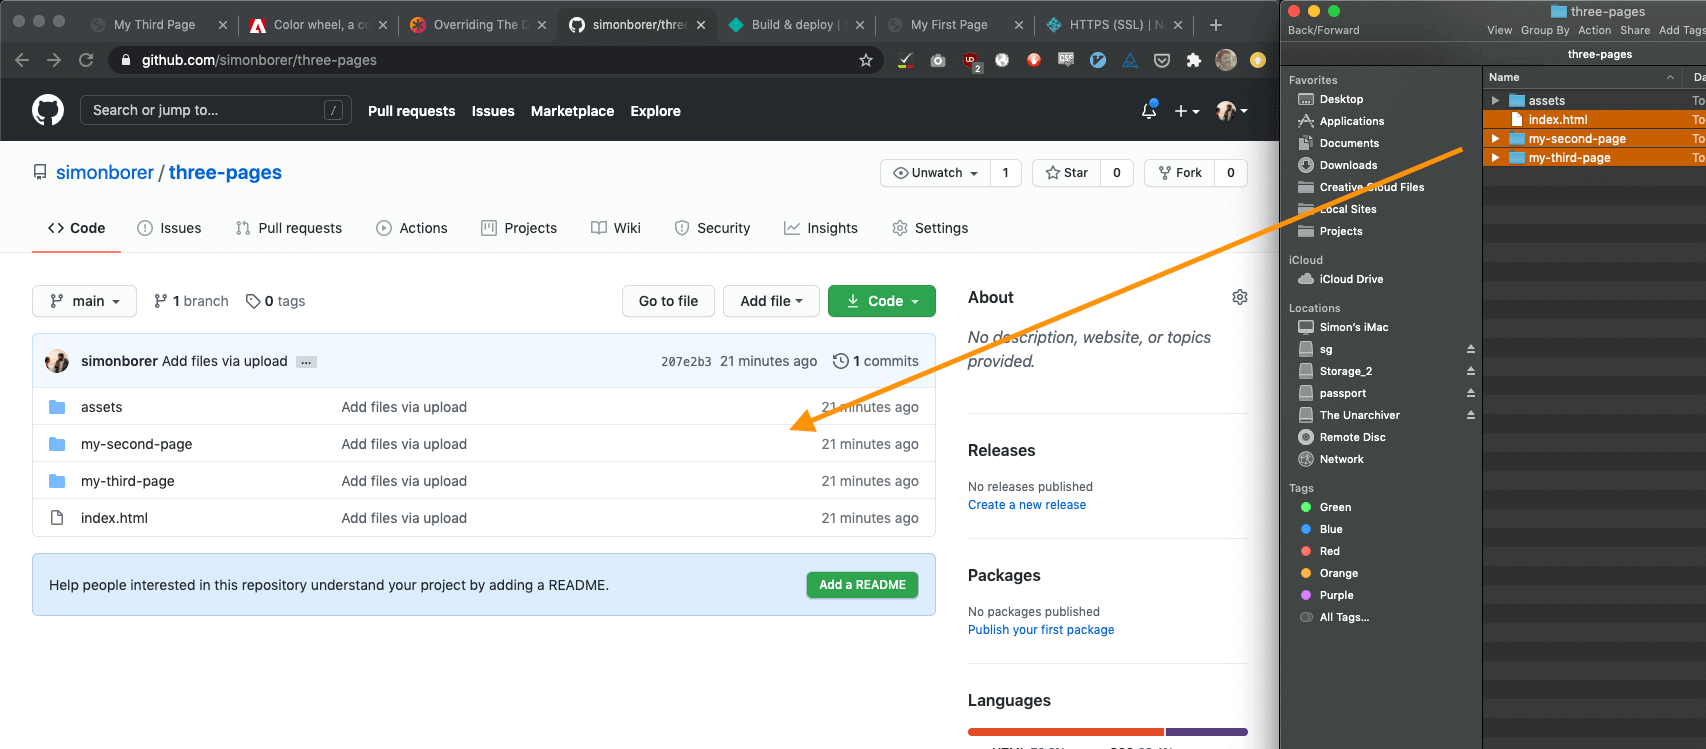 My Third Page
Color wheel, a co
Overriding The D
simonborer/three
Build & deploy |
My First Page
HTTPS (SSL) | N
github.com/simonborer/three-pages
2
Search or jump to...
/
Pull requests
Issues
Marketplace
Explore
simonborer / three-pages
Unwatch
1
Star
0
Fork
0
Code
Issues
Pull requests
Actions
Projects
Wiki
Security
Insights
Settings
main
1 branch
0 tags
Go to file
Add file
Code
simonborer Add files via upload ...
207e2b3 21 minutes ago
1 commits
assets
Add files via upload
21 minutes ago
my-second-page
Add files via upload
21 minutes ago
my-third-page
Add files via upload
21 minutes ago
index.html
Add files via upload
21 minutes ago
Help people interested in this repository understand your project by adding a README.
Add a README
About
No description, website, or topics
provided.
Releases
No releases published
Create a new release
Packages
No packages published
Publish your first package
Languages
three-pages
Back/Forward
View
Group By
Action
Share
Add Tags
three-pages
Favorites
Desktop
Applications
Documents
Downloads
Creative Cloud Files
Local Sites
Projects
iCloud
iCloud Drive
Locations
Simon's iMac
sg
Storage_2
passport
The Unarchiver
Remote Disc
Network
Tags
Green
Blue
Red
Orange
Purple
All Tags...
Name
Da
assets
To
index.html
To
my-second-page
To
my-third-page
To